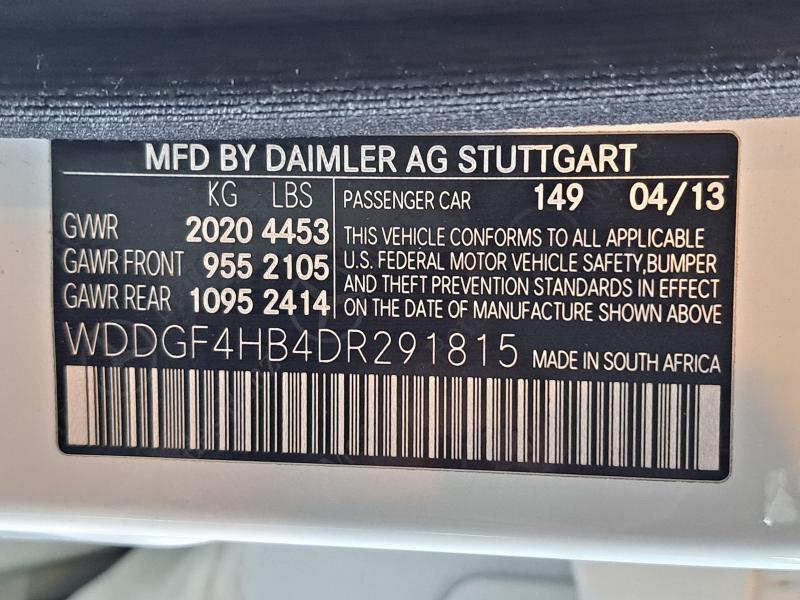 MFD BY DAIMLER AG STUTTGART
KG LBS
GVWR 2020 4453
GAWR FRONT 955 2105
GAWR REAR 1095 2414
PASSENGER CAR 149 04/13
THIS VEHICLE CONFORMS TO ALL APPLICABLE
U.S. FEDERAL MOTOR VEHICLE SAFETY,BUMPER
AND THEFT PREVENTION STANDARDS IN EFFECT
ON THE DATE OF MANUFACTURE SHOWN ABOVE
WDDGF4HB4DR291815 MADE IN SOUTH AFRICA